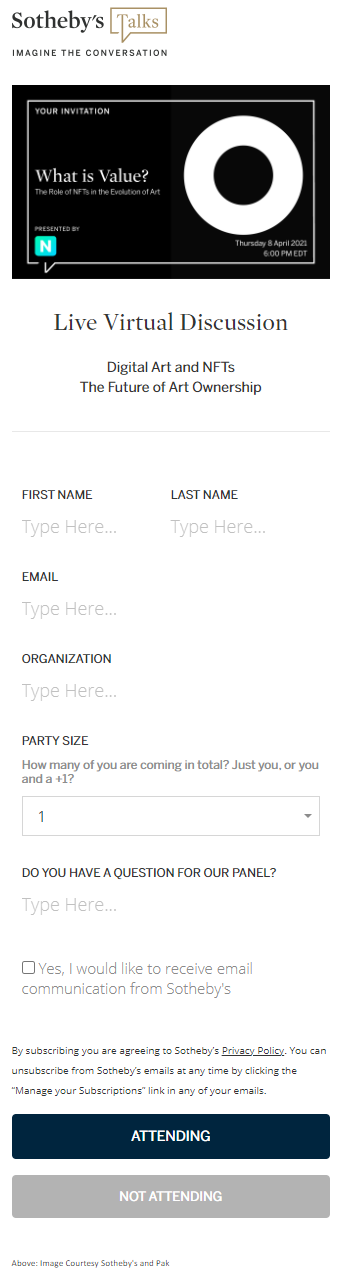 Sotheby's Talks
IMAGINE THE CONVERSATION
YOUR INVITATION
What is Value?
The Role of NFTs in the Evolution of Art
PRESENTED BY
N
Thursday 8 April 2021
6:00 PM EDT
Live Virtual Discussion
Digital Art and NFTs
The Future of Art Ownership
FIRST NAME LAST NAME
Type Here... Type Here...
EMAIL
Type Here...
ORGANIZATION
Type Here...
PARTY SIZE
How many of you are coming in total? Just you, or you
and a +1?
1
DO YOU HAVE A QUESTION FOR OUR PANEL?
Type Here...
Yes, I would like to receive email
communication from Sotheby's
By subscribing you are agreeing to Sotheby's Privacy Policy. You can
unsubscribe from Sotheby's emails at any time by clicking the
“Manage your Subscriptions” link in any of your emails.
ATTENDING
NOT ATTENDING
Above: Image Courtesy Sotheby's and Pak